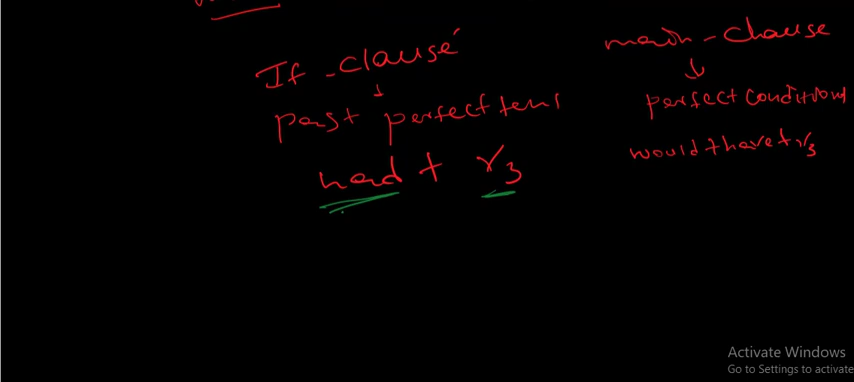 If - clause
past perfect tens
had + V3
main - clause
perfect conditional
would + have + V3
Activate Windows
Go to Settings to activate